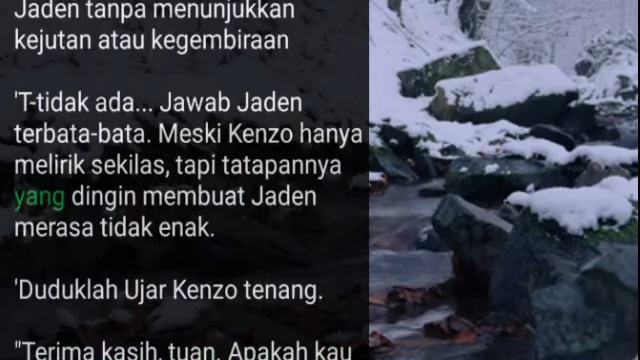 Jaden tanpa menunjukkan
kejutan atau kegembiraan
'T-tidak ada... Jawab Jaden
terbata-bata. Meski Kenzo hanya
melirik sekilas, tapi tatapannya
yang dingin membuat Jaden
merasa tidak enak.
'Duduklah Ujar Kenzo tenang.
"Terima kasih, tuan. Apakah kau